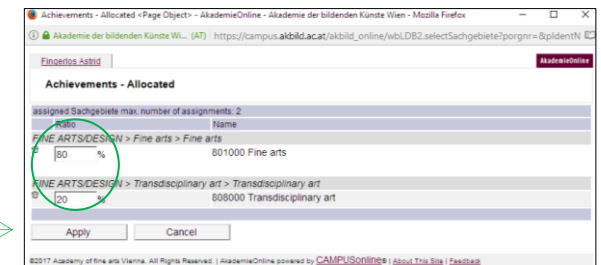 Achievements - Allocated <Page Object> - AkademieOnline - Akademie der bildenden Künste Wien - Mozilla Firefox
Akademie der bildenden Künste Wi... (AT) https://campus.akbild.ac.at/akbild_online/wbLDB2.selectSachgebiete?porgnr=&pIdentN
Fingerlos Astrid
AkademieOnline
Achievements - Allocated
assigned Sachgebiete max. number of assignments: 2
Ratio Name
FINE ARTS/DESIGN > Fine arts > Fine arts
80 % 801000 Fine arts
FINE ARTS/DESIGN > Transdisciplinary art > Transdisciplinary art
20 % 808000 Transdisciplinary art
Apply Cancel
©2017 Academy of fine arts Vienna. All Rights Reserved. | AkademieOnline powered by CAMPUSonline® | About This Site | Feedback